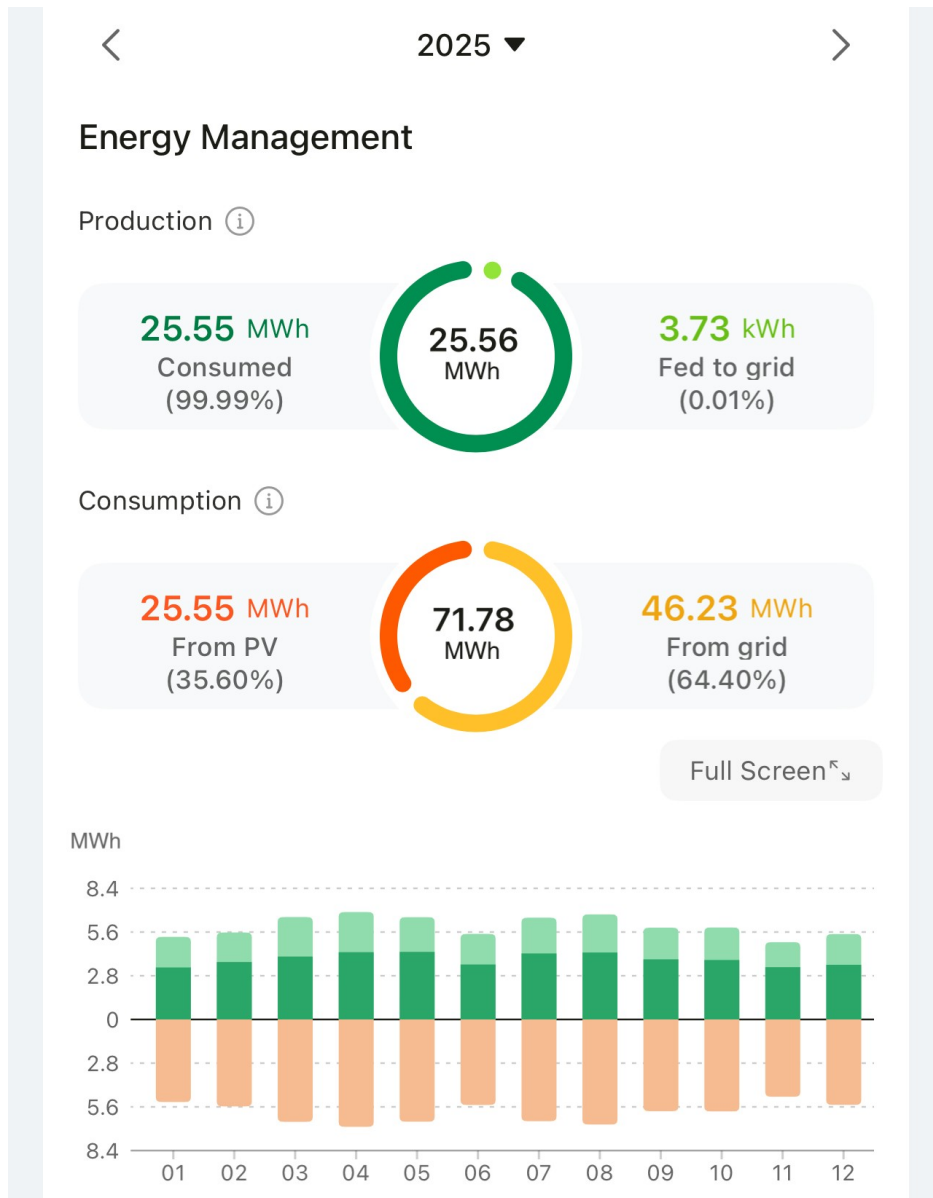 2025
Energy Management
Production
25.55 MWh
Consumed
(99.99%)
25.56
MWh
3.73 kWh
Fed to grid
(0.01%)
Consumption
25.55 MWh
From PV
(35.60%)
71.78
MWh
46.23 MWh
From grid
(64.40%)
Full Screen
MWh
8.4
5.6
2.8
0
2.8
5.6
8.4
01 02 03 04 05 06 07 08 09 10 11 12